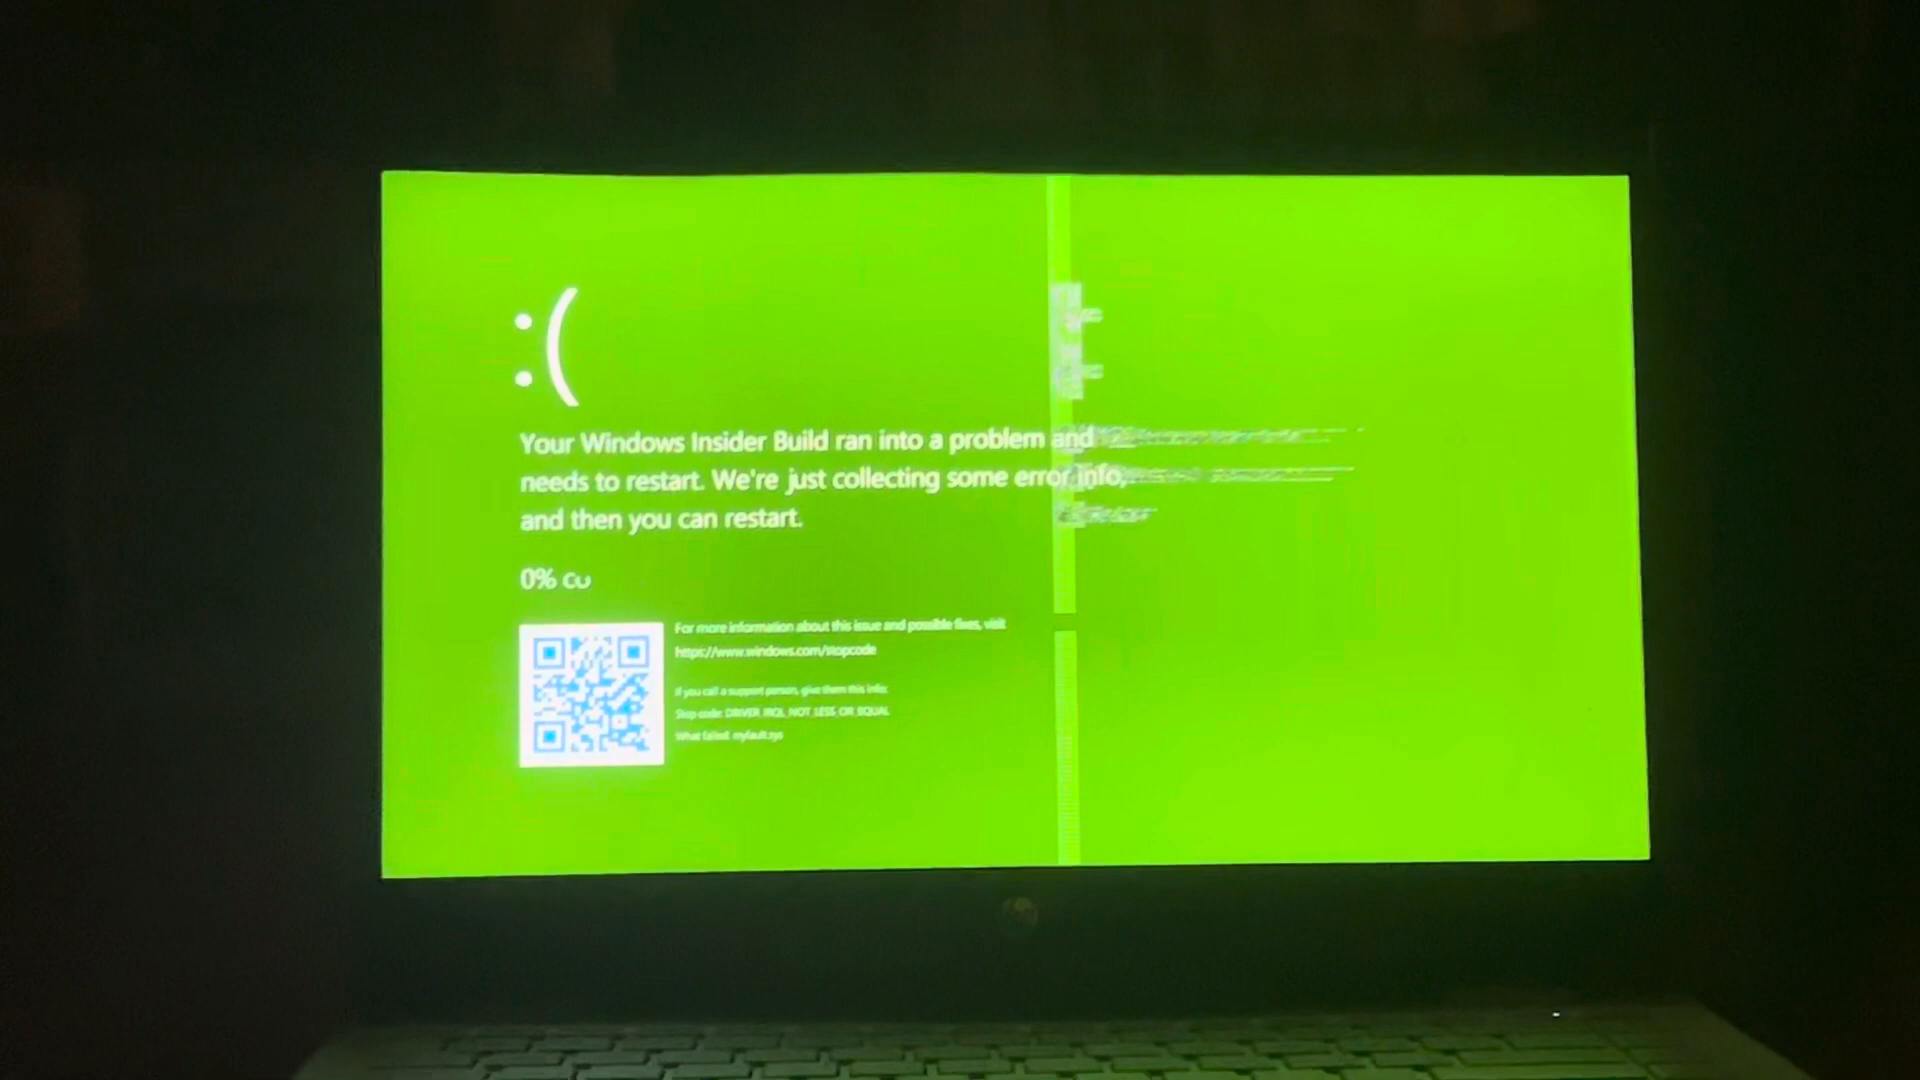 :(
Your Windows Insider Build ran into a problem and
needs to restart. We're just collecting some error info,
and then you can restart.
0% co
For more information about this issue and possible fixes, visit
https://www.windows.com/stopcode
If you call a support person, give them this info:
Stop code: DRIVER IRQL NOT LESS OR EQUAL
What failed: myfault.sys